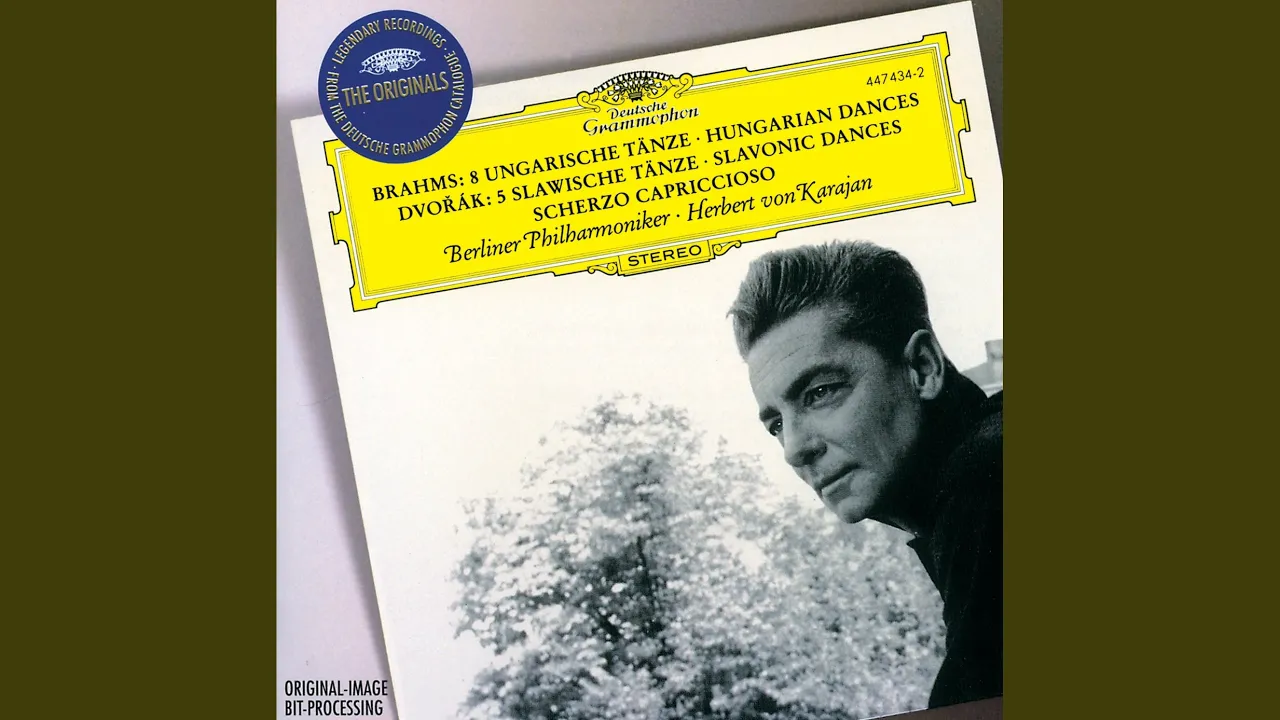 LEGENDARY RECORDINGS ·
FROM THE DEUTSCHE GRAMMOPHON CATALOGUE ·
THE ORIGINALS
447 434-2
Deutsche
Grammophon
BRAHMS: 8 UNGARISCHE TÄNZE · HUNGARIAN DANCES
DVOŘÁK: 5 SLAWISCHE TÄNZE · SLAVONIC DANCES
SCHERZO CAPRICCIOSO
Berliner Philharmoniker · Herbert von Karajan
STEREO
ORIGINAL-IMAGE
BIT-PROCESSING